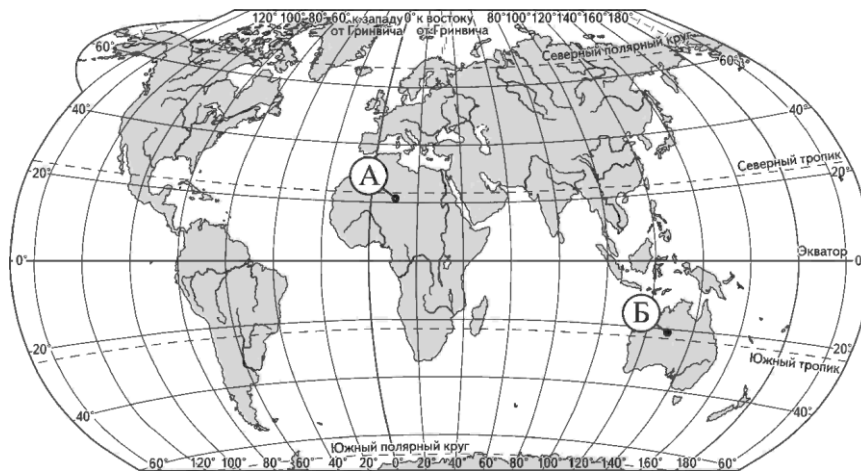 120° 100° 80° 60° к западу 0° к востоку 80° 100° 120° 140° 160° 180°
от Гринвича от Гринвича
Северный полярный круг
60° 60°
40° 40°
Северный тропик
А
20° 20°
Экватор
0° 0°
Б
20° 20°
Южный тропик
40° 40°
Южный полярный круг
60° 120° 100° 80° 60° 40° 20° 0° 20° 40° 60° 80° 100° 120° 140° 160° 180° 60°